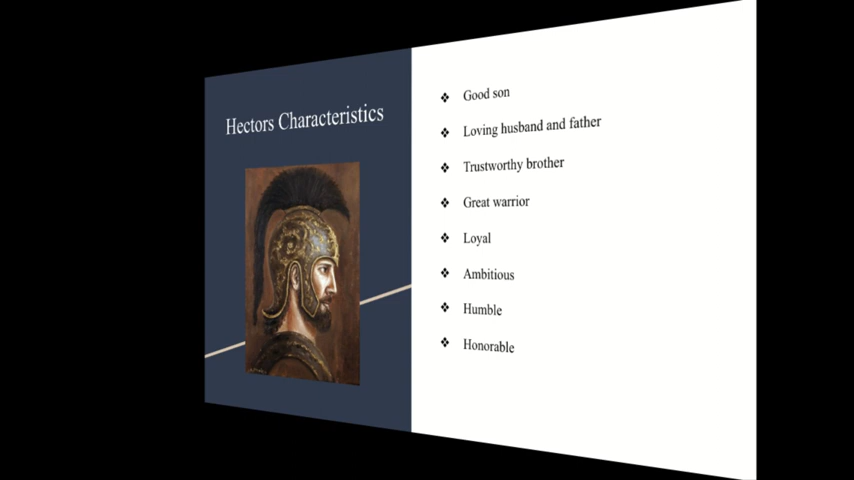 Hectors Characteristics
❖ Good son
❖ Loving husband and father
❖ Trustworthy brother
❖ Great warrior
❖ Loyal
❖ Ambitious
❖ Humble
❖ Honorable